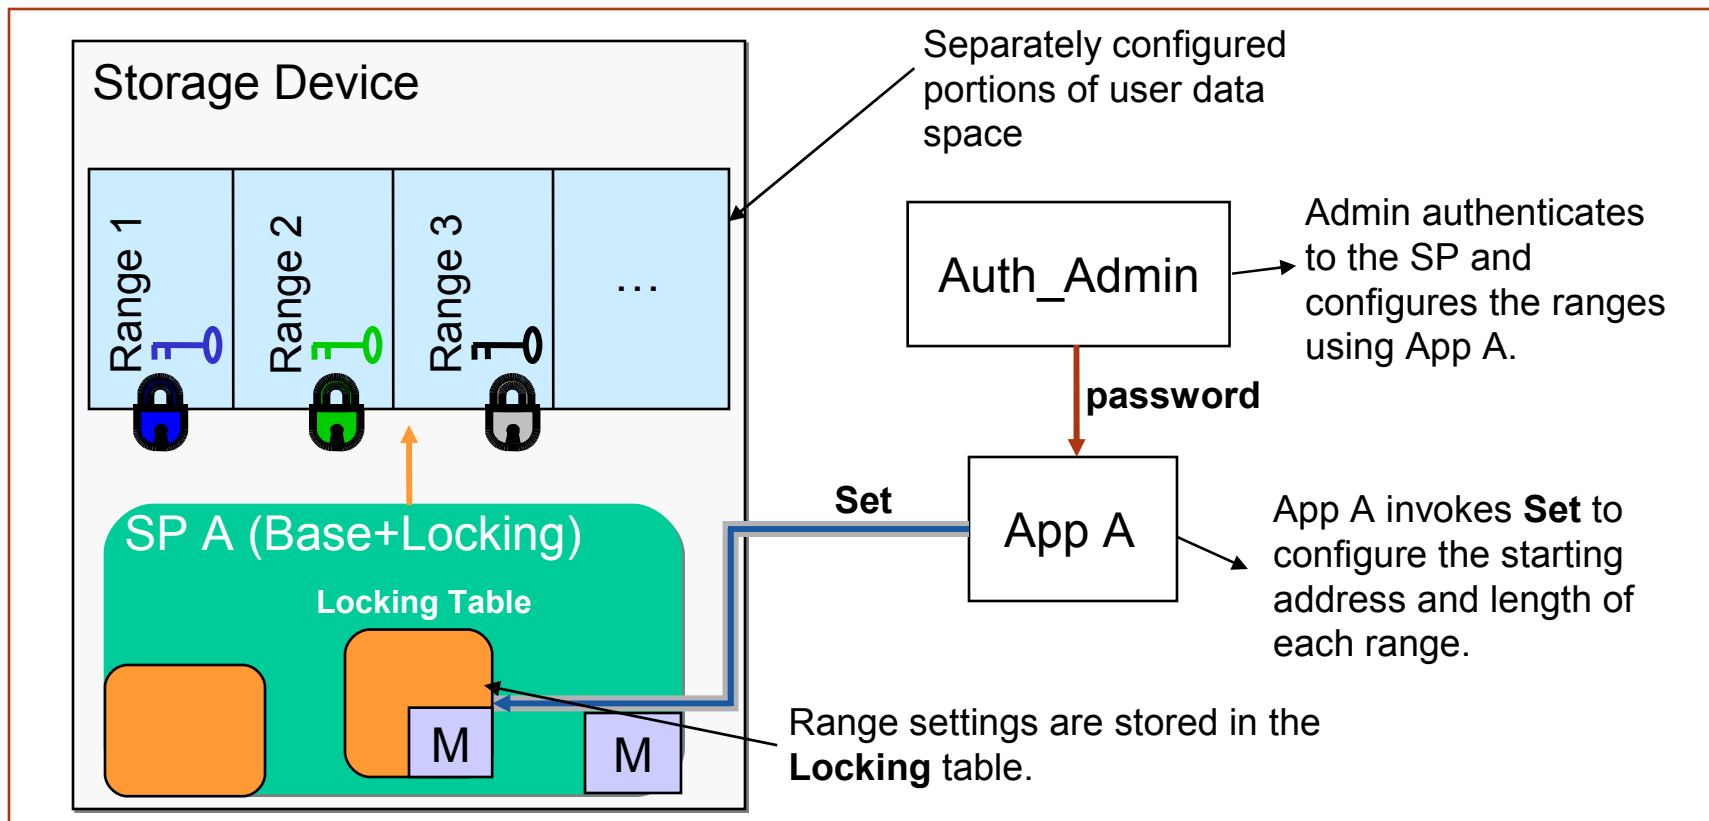 Storage Device
Separately configured
portions of user data
space
Range 1
Range 2
Range 3
...
Auth_Admin
Admin authenticates
to the SP and
configures the ranges
using App A.
password
Set
App A
App A invokes Set to
configure the starting
address and length of
each range.
SP A (Base+Locking)
Locking Table
M
M
Range settings are stored in the
Locking table.